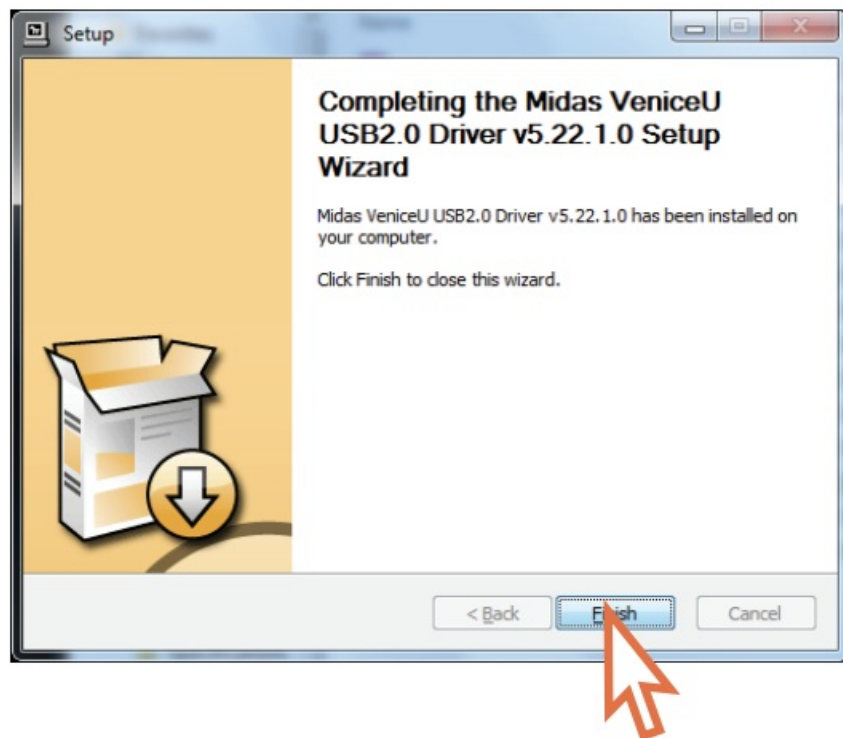 Setup
Name
Completing the Midas VeniceU
USB2.0 Driver v5.22.1.0 Setup
Wizard
Midas VeniceU USB2.0 Driver v5.22.1.0 has been installed on
your computer.
Click Finish to close this wizard.
< Back
Finish
Cancel